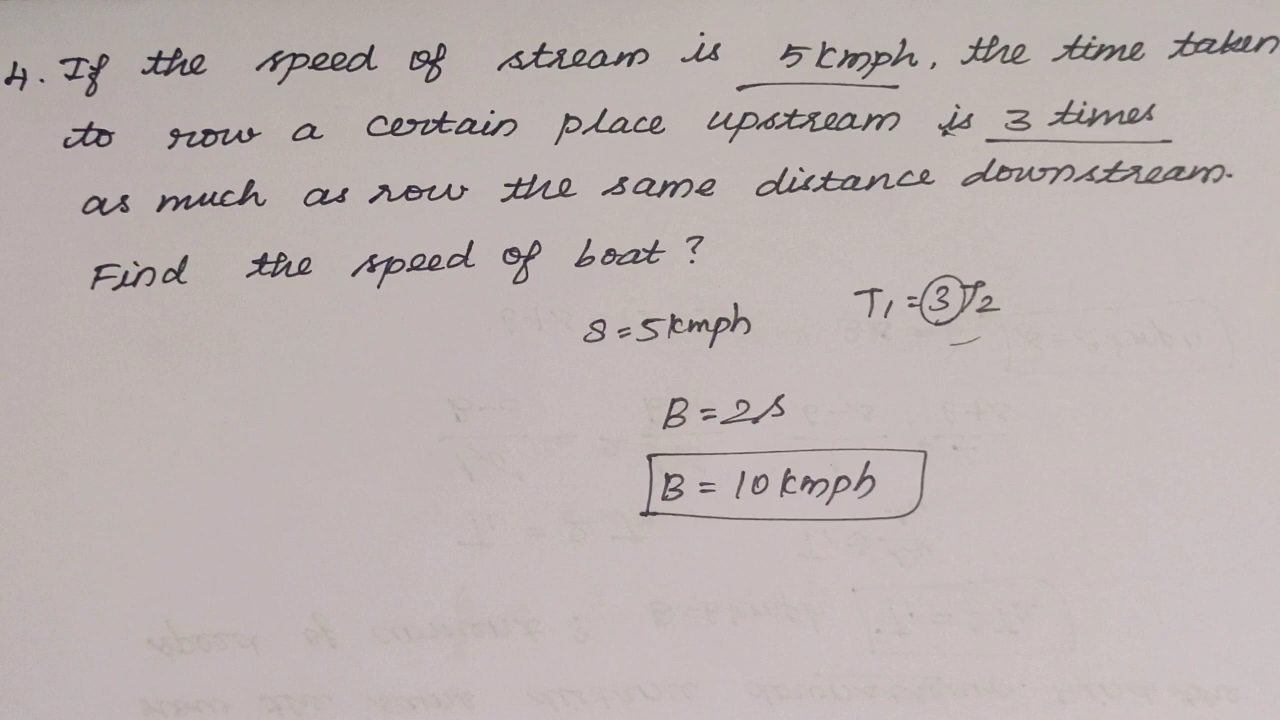 4. If the speed of stream is 5kmph, the time taken
to row a certain place upstream is 3 times
as much as row the same distance downstream.
Find the speed of boat ?
S = 5kmph T1 = 3T2
B = 2S
B = 10 kmph